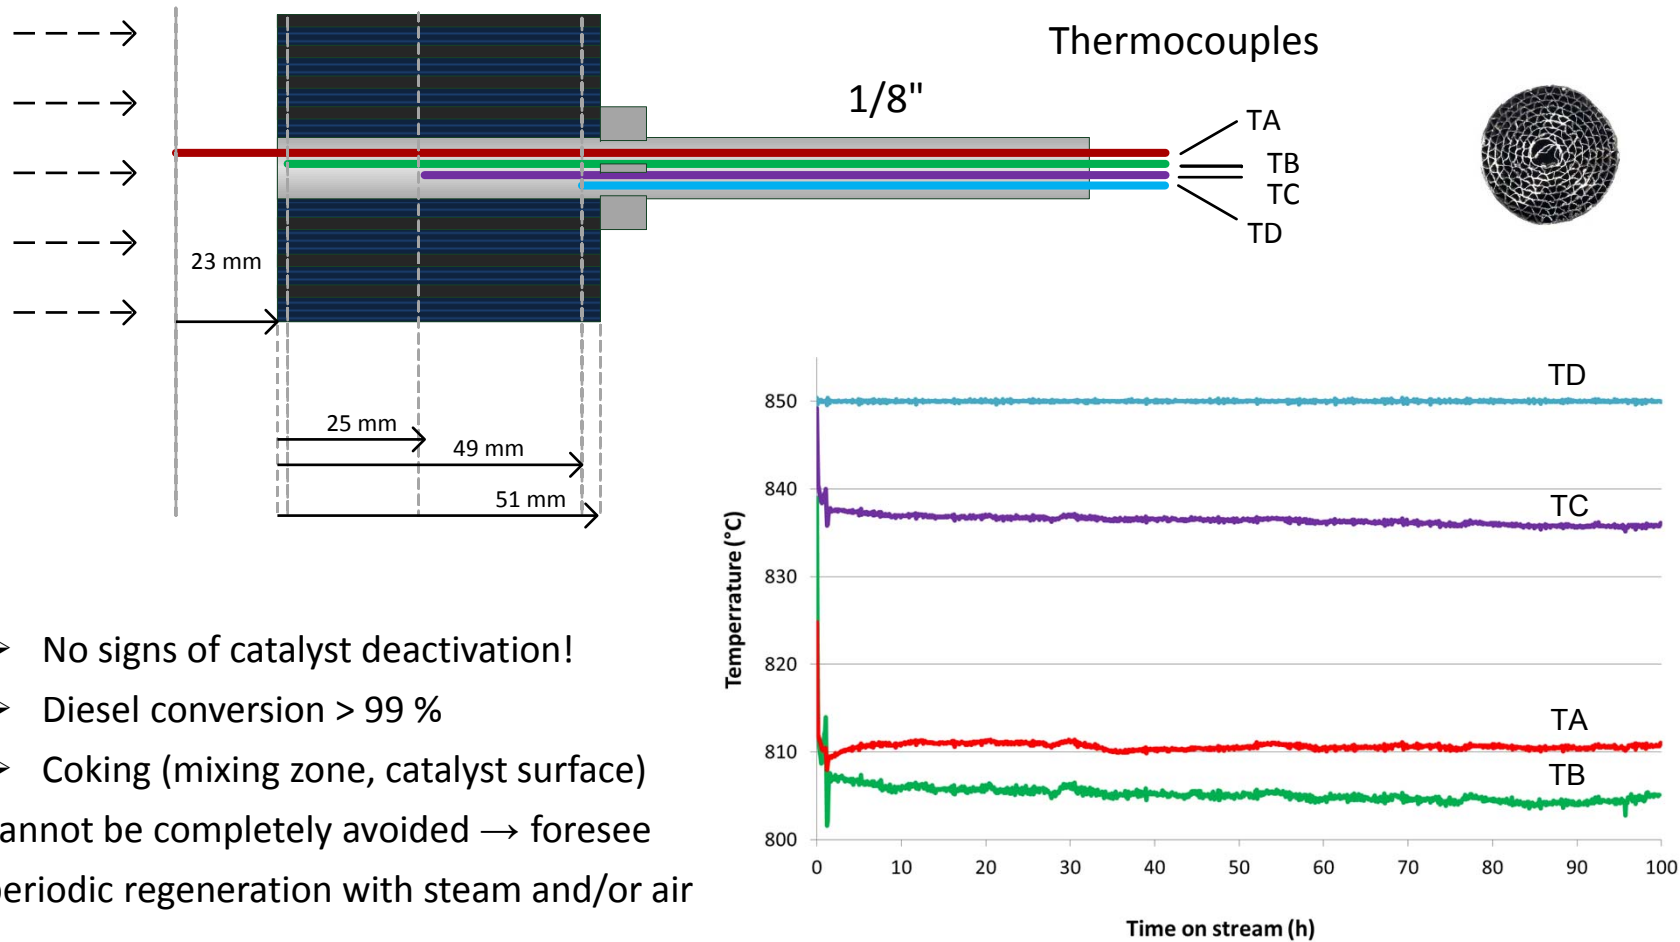 Thermocouples
1/8"
TA
TB
TC
TD
23 mm
25 mm
49 mm
51 mm
➢ No signs of catalyst deactivation!
➢ Diesel conversion > 99 %
➢ Coking (mixing zone, catalyst surface)
annot be completely avoided → foresee
periodic regeneration with steam and/or air
Temperrature (°C)
850
840
830
820
810
800
TD
TC
TA
TB
0 10 20 30 40 50 60 70 80 90 100
Time on stream (h)